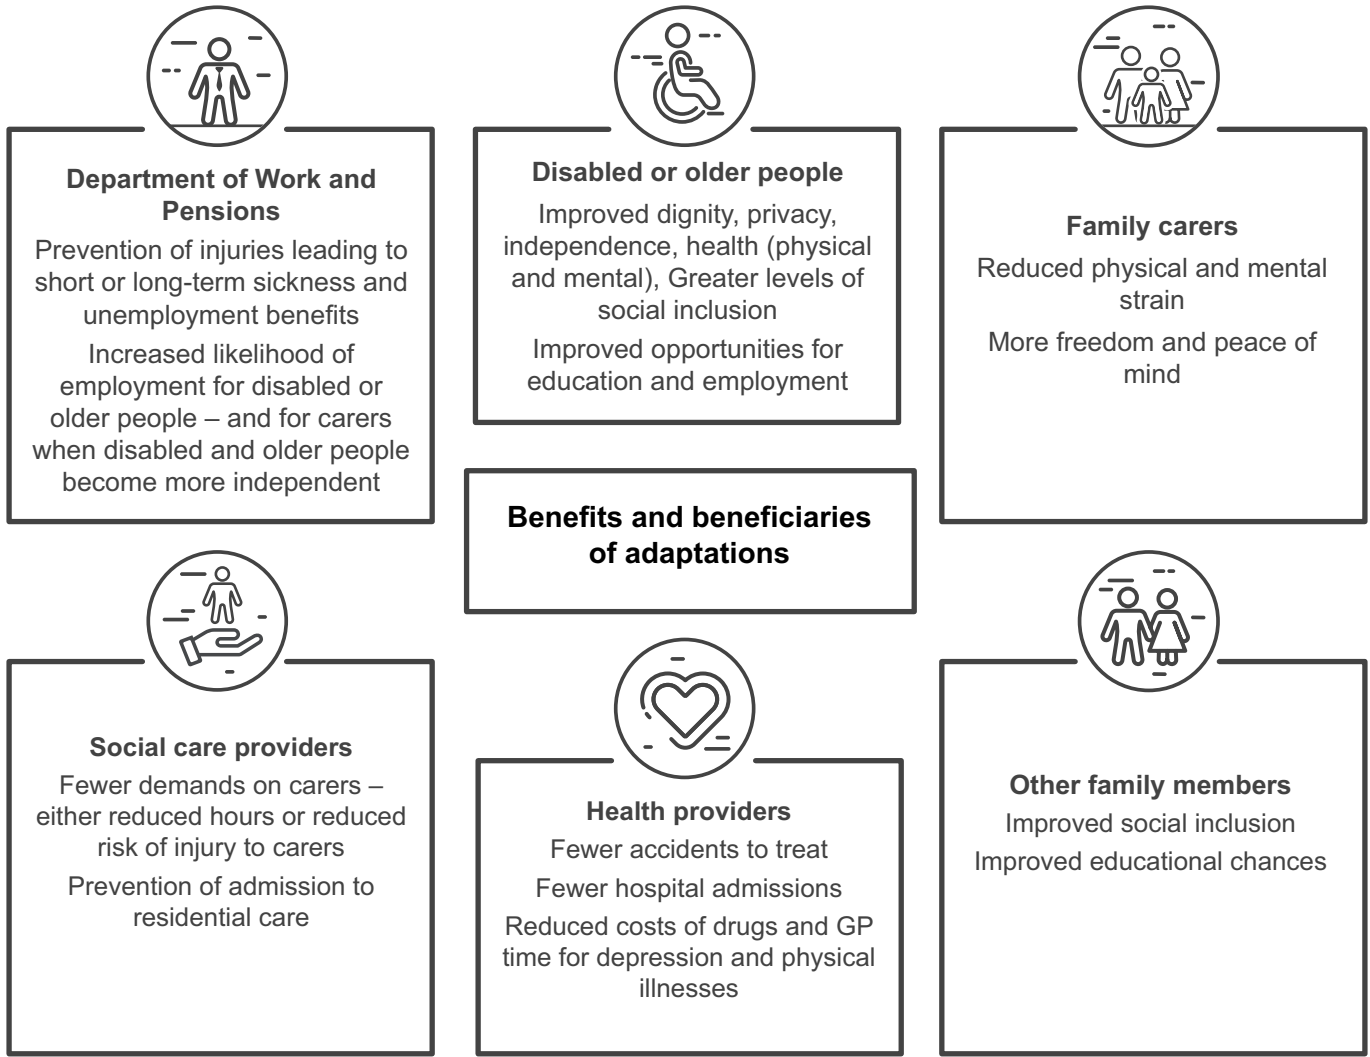 Department of Work and
Pensions
Prevention of injuries leading to
short or long-term sickness and
unemployment benefits
Increased likelihood of
employment for disabled or
older people – and for carers
when disabled and older people
become more independent
Disabled or older people
Improved dignity, privacy,
independence, health (physical
and mental), Greater levels of
social inclusion
Improved opportunities for
education and employment
Family carers
Reduced physical and mental
strain
More freedom and peace of
mind
Benefits and beneficiaries
of adaptations
Social care providers
Fewer demands on carers –
either reduced hours or reduced
risk of injury to carers
Prevention of admission to
residential care
Health providers
Fewer accidents to treat
Fewer hospital admissions
Reduced costs of drugs and GP
time for depression and physical
illnesses
Other family members
Improved social inclusion
Improved educational chances